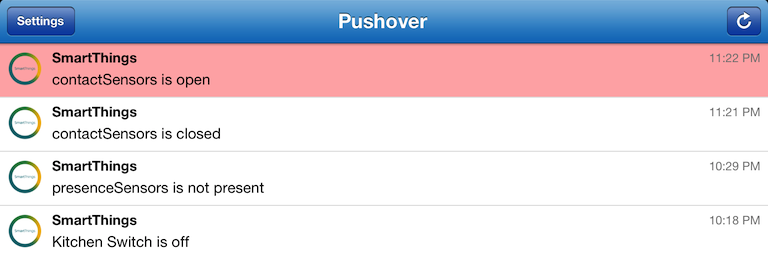 Settings
Pushover
SmartThings
11:22 PM
SmartThings
contactSensors is open
SmartThings
11:21 PM
SmartThings
contactSensors is closed
SmartThings
10:29 PM
SmartThings
presenceSensors is not present
SmartThings
10:18 PM
SmartThings
Kitchen Switch is off